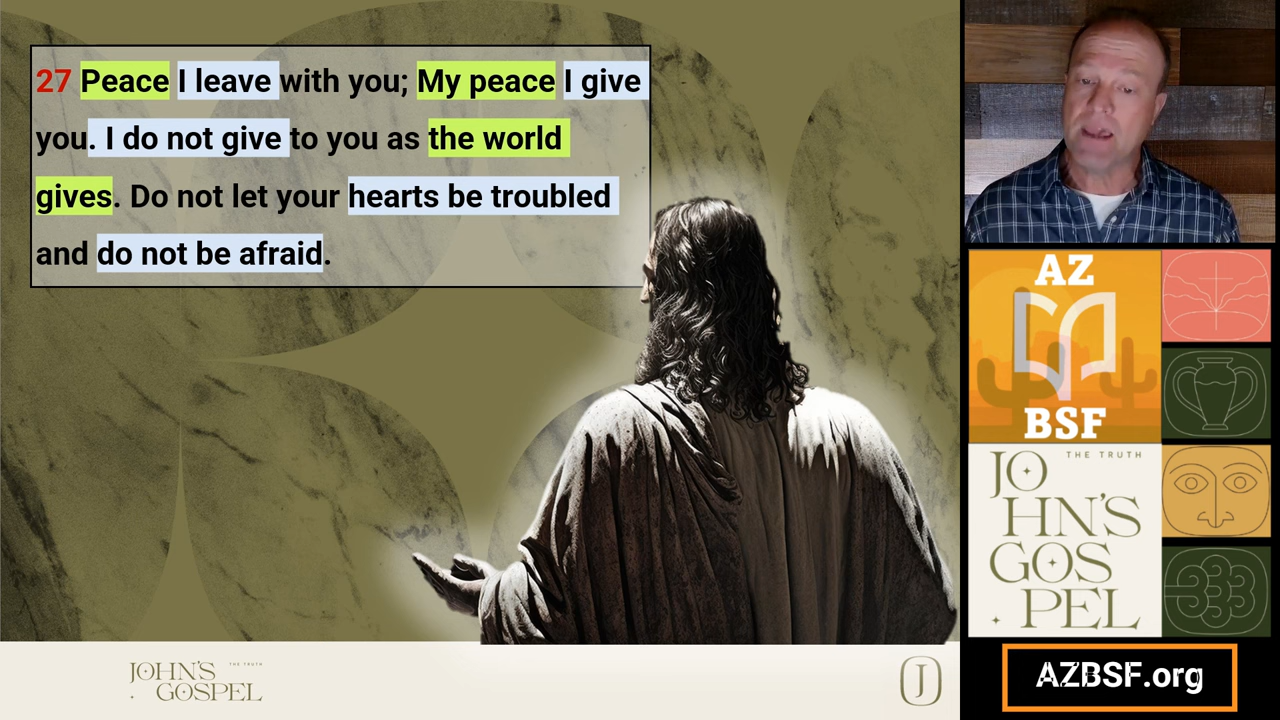 27 Peace I leave with you; My peace I give
you. I do not give to you as the world
gives. Do not let your hearts be troubled
and do not be afraid.
JOHN'S THE TRUTH
GOSPEL
J
AZ
BSF
JO THE TRUTH
HN'S
GOS
PEL
AZBSF.org